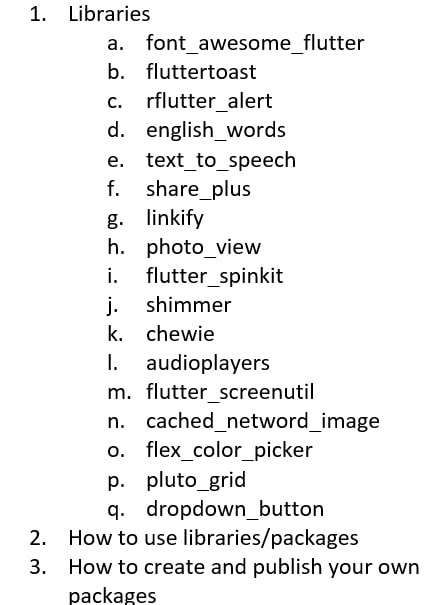 1. Libraries
a. font_awesome_flutter
b. fluttertoast
c. rflutter_alert
d. english_words
e. text_to_speech
f. share_plus
g. linkify
h. photo_view
i. flutter_spinkit
j. shimmer
k. chewie
l. audioplayers
m. flutter_screenutil
n. cached_netword_image
o. flex_color_picker
p. pluto_grid
q. dropdown_button
2. How to use libraries/packages
3. How to create and publish your own
packages